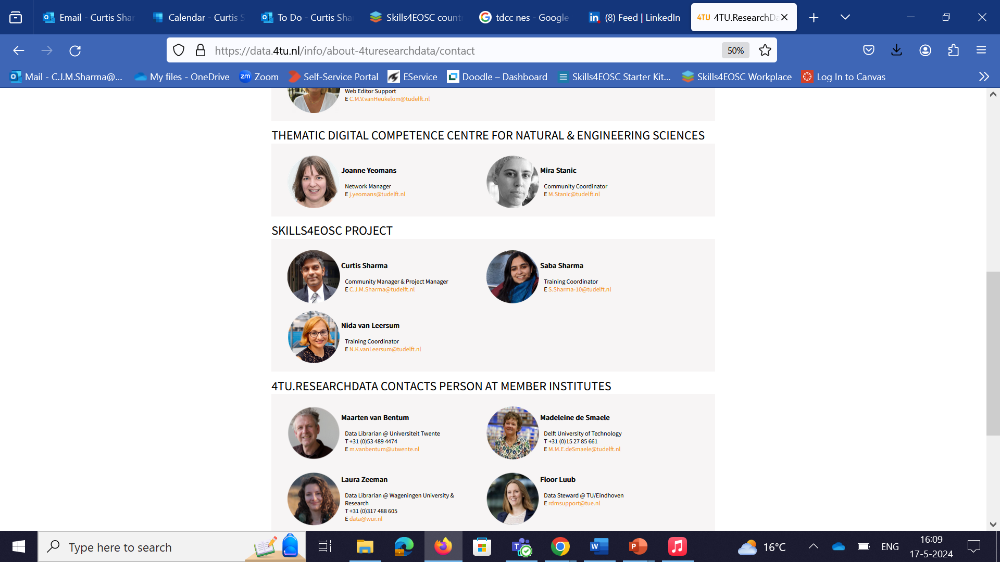 Email - Curtis Shar
Calendar - Curtis S
To Do - Curtis Sha
Skills4EOSC count
tdcc nes - Google
(8) Feed | LinkedIn
4TU 4TU.ResearchDa
https://data.4tu.nl/info/about-4turesearchdata/contact
50%
Mail - C.J.M.Sharma@...
My files - OneDrive
zm Zoom
Self-Service Portal
EService
Doodle – Dashboard
Skills4EOSC Starter Kit...
Skills4EOSC Workplace
Log In to Canvas
Web Editor Support
E C.M.V.vanHeukelom@tudelft.nl
THEMATIC DIGITAL COMPETENCE CENTRE FOR NATURAL & ENGINEERING SCIENCES
Joanne Yeomans
Network Manager
E j.yeomans@tudelft.nl
Mira Stanic
Community Coordinator
E M.Stanic@tudelft.nl
SKILLS4EOSC PROJECT
Curtis Sharma
Community Manager & Project Manager
E C.J.M.Sharma@tudelft.nl
Saba Sharma
Training Coordinator
E S.Sharma-10@tudelft.nl
Nida van Leersum
Training Coordinator
E N.K.vanLeersum@tudelft.nl
4TU.RESEARCHDATA CONTACTS PERSON AT MEMBER INSTITUTES
Maarten van Bentum
Data Librarian @ Universiteit Twente
T +31 (0)53 489 4474
E m.vanbentum@utwente.nl
Madeleine de Smaele
Delft University of Technology
T +31 (0)15 27 85 661
E M.M.E.deSmaele@tudelft.nl
Laura Zeeman
Data Librarian @ Wageningen University &
Research
T +31 (0)317 488 605
E data@wur.nl
Floor Luub
Data Steward @ TU/Eindhoven
E rdmsupport@tue.nl
Type here to search
16°C
ENG
16:09
17-5-2024